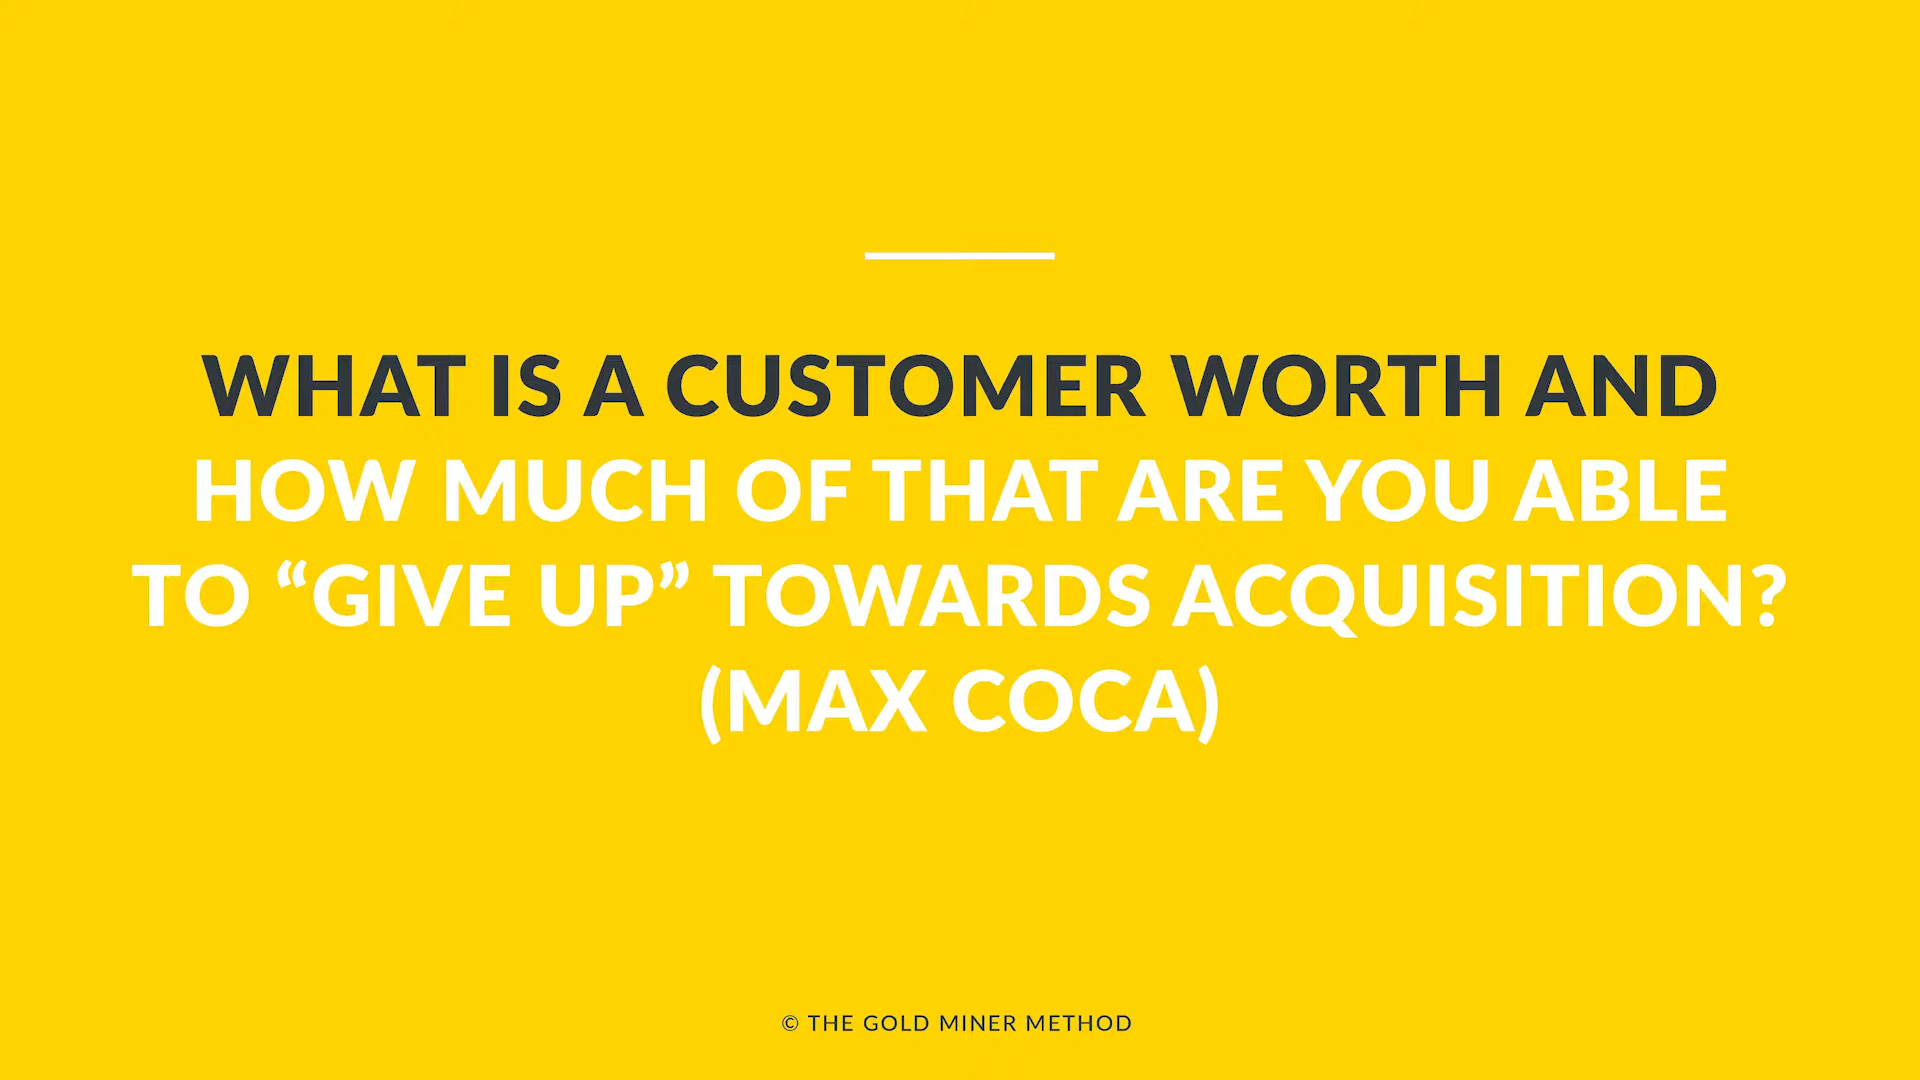 WHAT IS A CUSTOMER WORTH AND
HOW MUCH OF THAT ARE YOU ABLE
TO “GIVE UP” TOWARDS ACQUISITION?
(MAX COCA)
© THE GOLD MINER METHOD